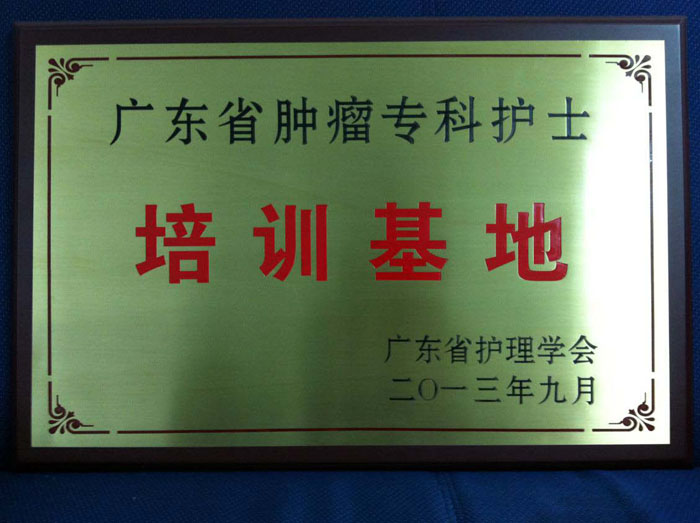 广东省肿瘤专科护士
培训基地
广东省护理学会
二〇一三年九月